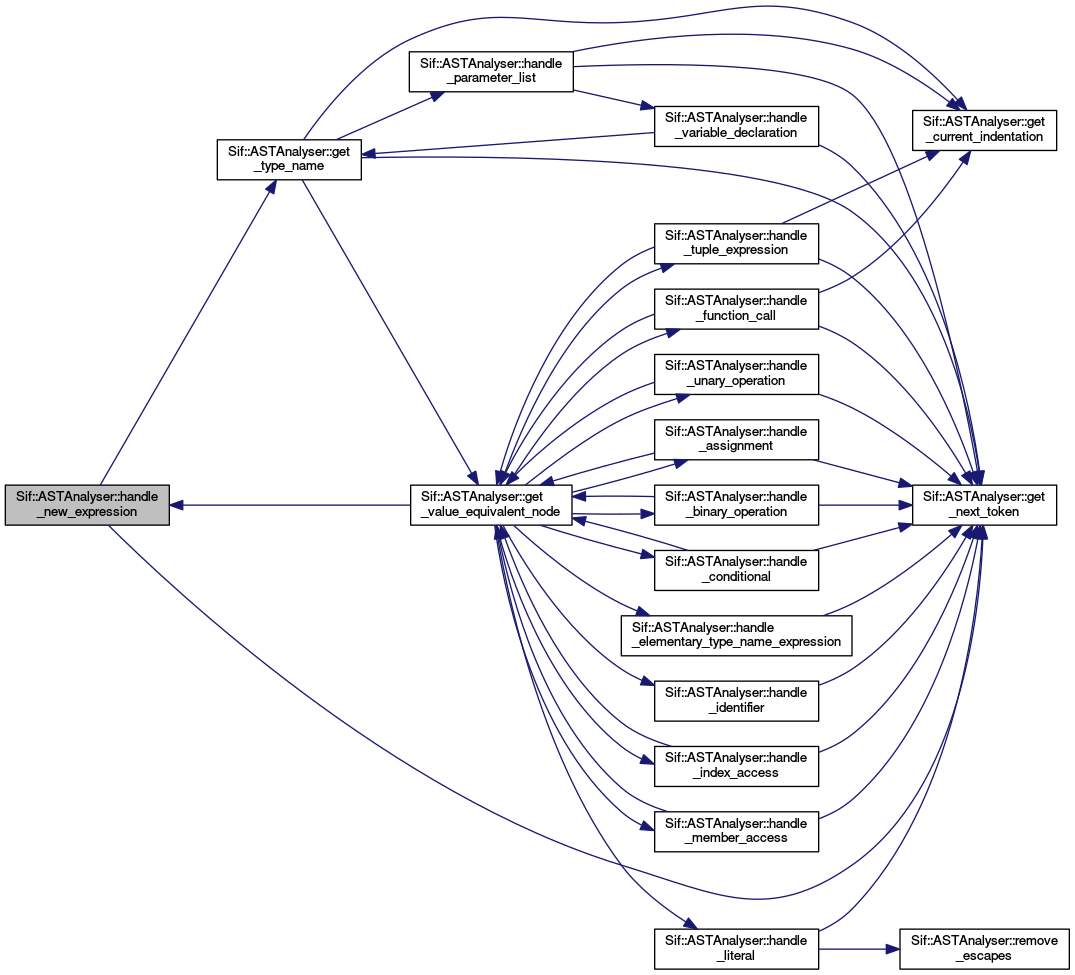 Sif::ASTAnalyser::handle
_parameter_list
Sif::ASTAnalyser::handle
_variable_declaration
Sif::ASTAnalyser::get
_current_indentation
Sif::ASTAnalyser::get
_type_name
Sif::ASTAnalyser::handle
_tuple_expression
Sif::ASTAnalyser::handle
_function_call
Sif::ASTAnalyser::handle
_unary_operation
Sif::ASTAnalyser::handle
_assignment
Sif::ASTAnalyser::handle
_new_expression
Sif::ASTAnalyser::get
_value_equivalent_node
Sif::ASTAnalyser::handle
_binary_operation
Sif::ASTAnalyser::get
_next_token
Sif::ASTAnalyser::handle
_conditional
Sif::ASTAnalyser::handle
_elementary_type_name_expression
Sif::ASTAnalyser::handle
_identifier
Sif::ASTAnalyser::handle
_index_access
Sif::ASTAnalyser::handle
_member_access
Sif::ASTAnalyser::handle
_literal
Sif::ASTAnalyser::remove
_escapes